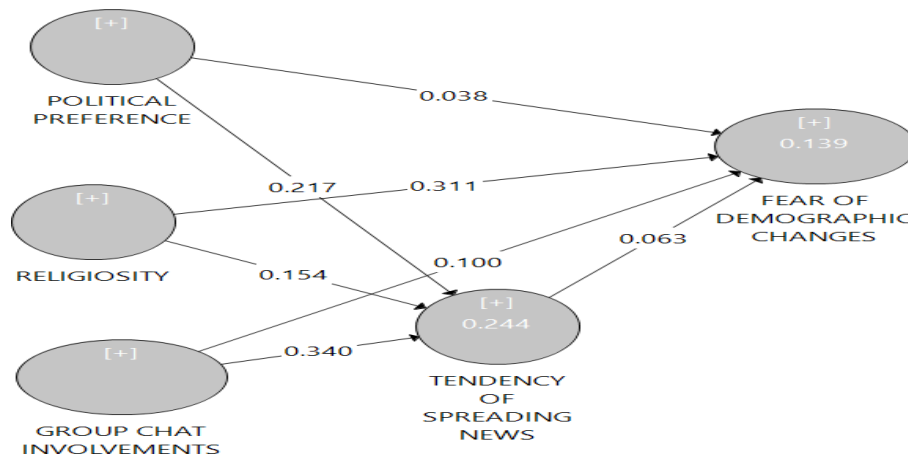 [+]
POLITICAL
PREFERENCE
0.038
[+]
0.139
FEAR OF
DEMOGRAPHIC
CHANGES
0.217
0.311
[+]
RELIGIOSITY
0.154
0.100
0.063
[+]
0.244
TENDENCY
OF
SPREADING
NEWS
[+]
0.340
GROUP CHAT
INVOLVEMENTS